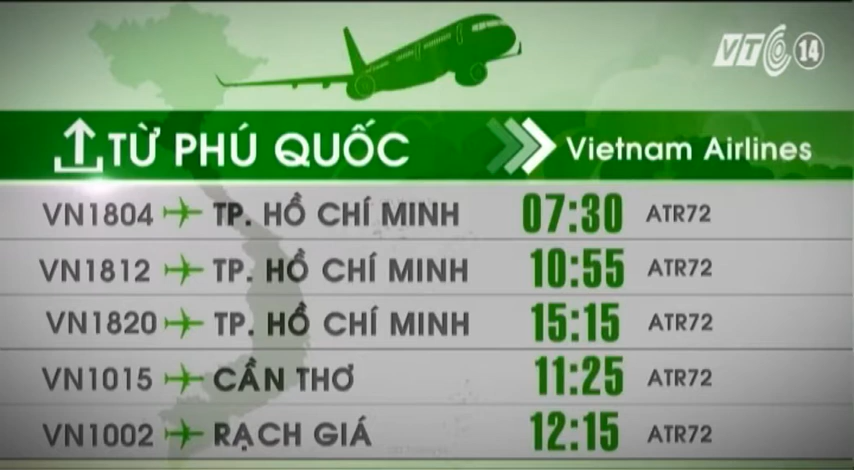 VTC 14
TỪ PHÚ QUỐC Vietnam Airlines
VN1804 TP. HỒ CHÍ MINH 07:30 ATR72
VN1812 TP. HỒ CHÍ MINH 10:55 ATR72
VN1820 TP. HỒ CHÍ MINH 15:15 ATR72
VN1015 CẦN THƠ 11:25 ATR72
VN1002 RẠCH GIÁ 12:15 ATR72